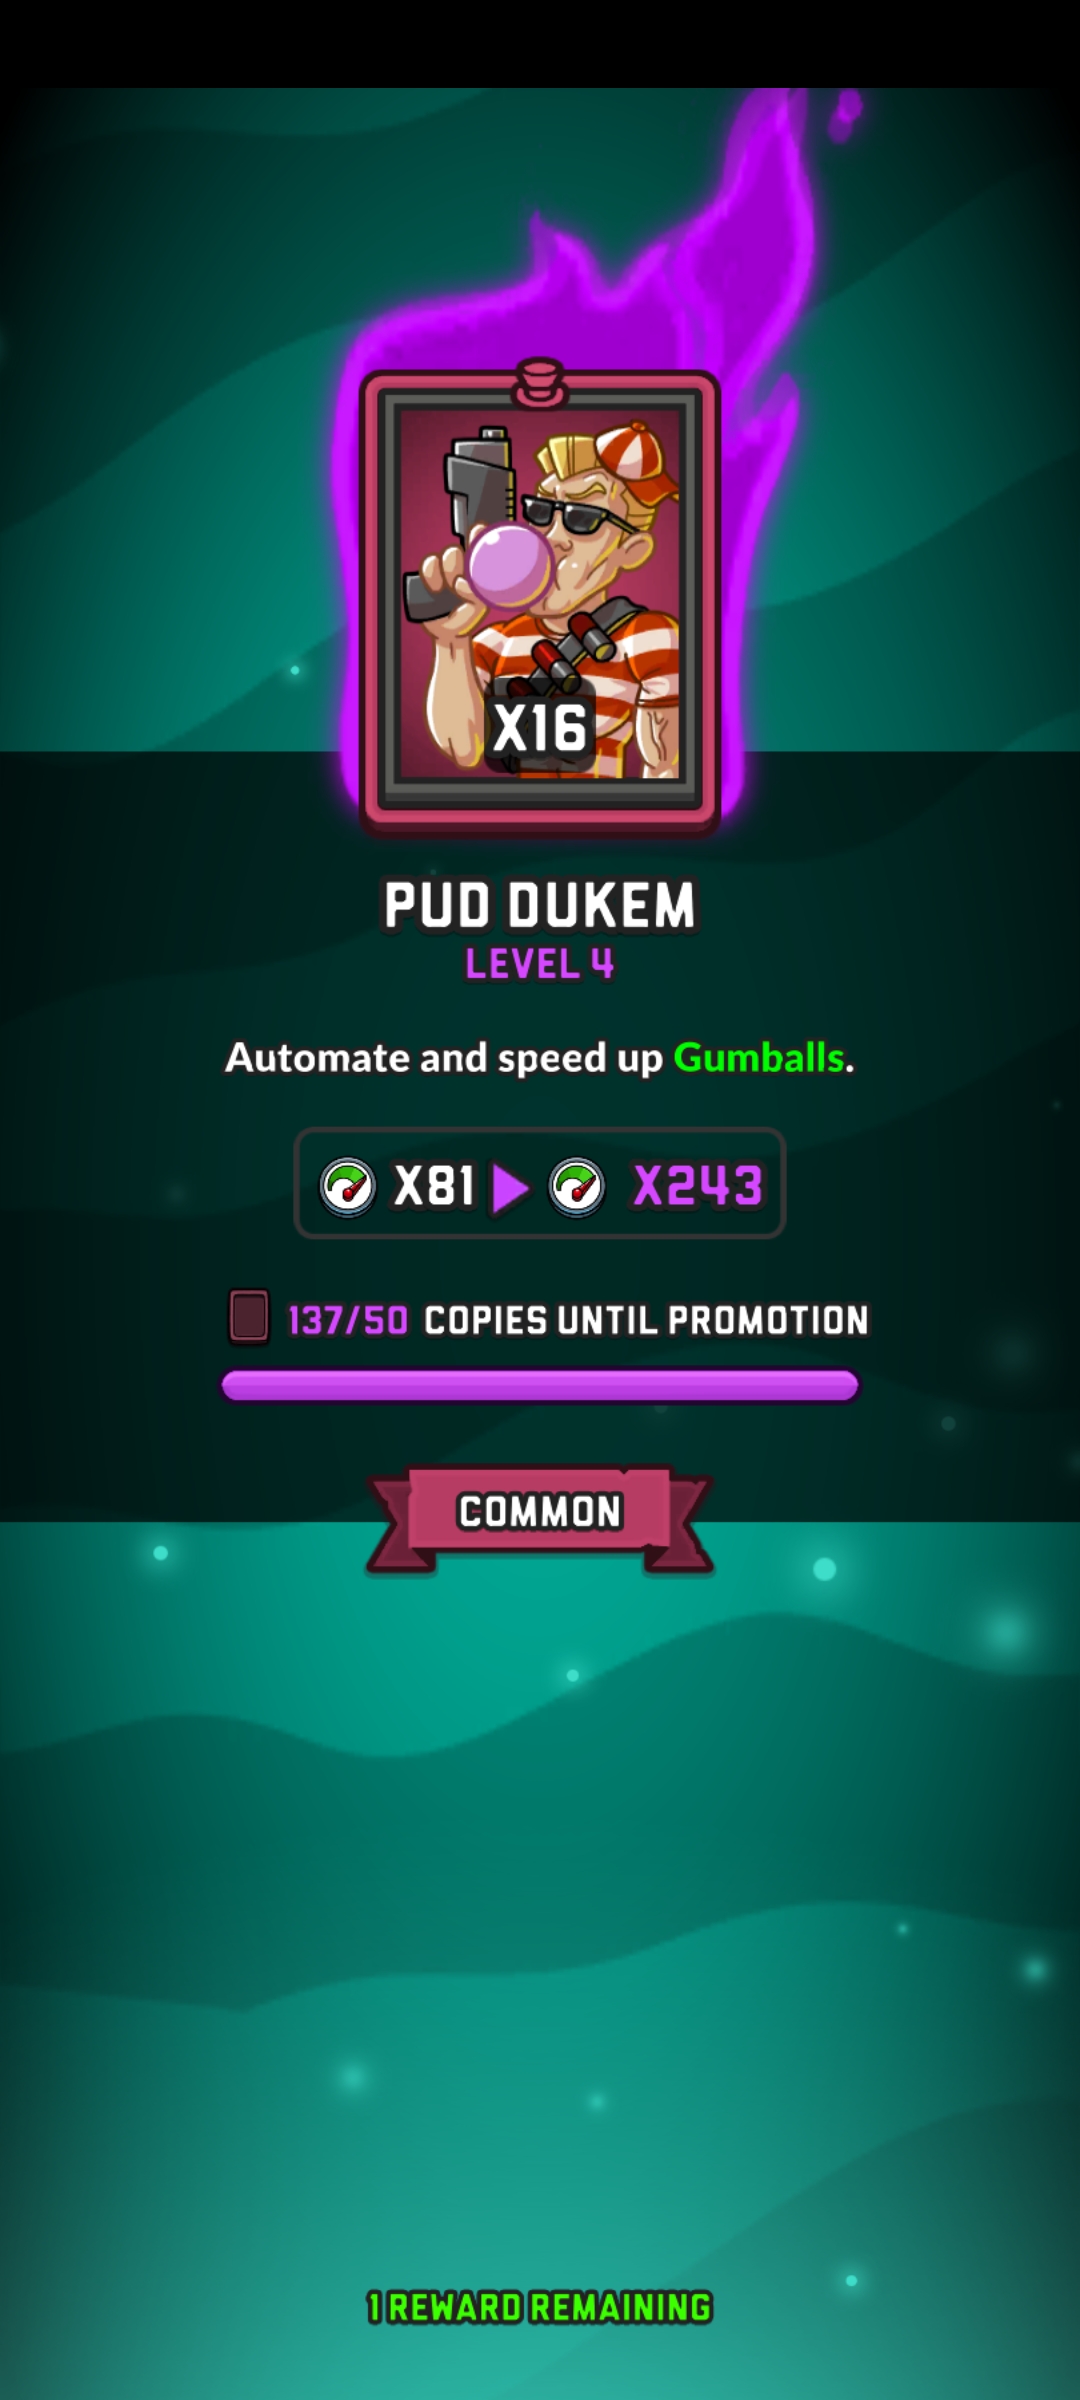 X16
PUD DUKEM
LEVEL 4
Automate and speed up Gumballs.
X81 X243
137/50 COPIES UNTIL PROMOTION
COMMON
1 REWARD REMAINING